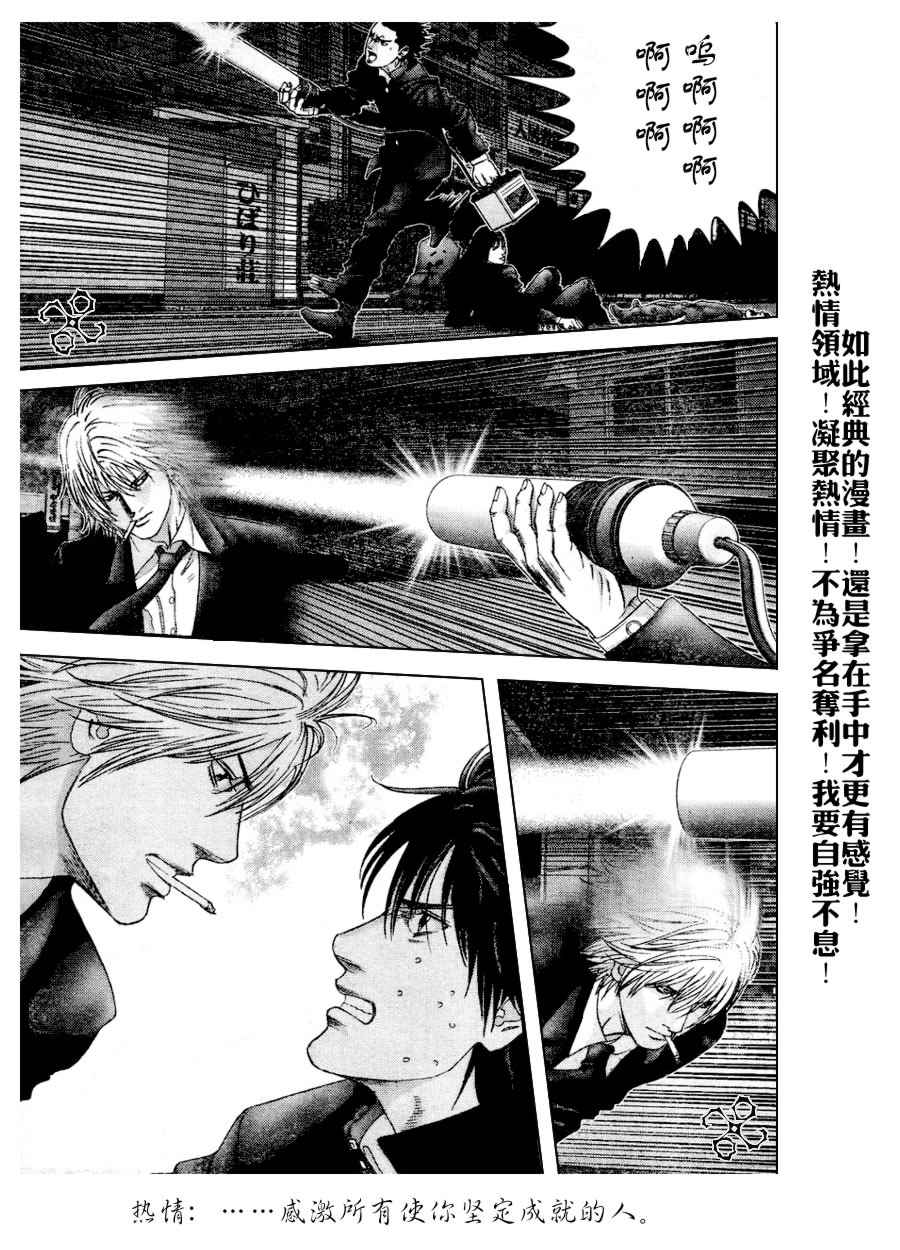 嗚啊啊啊
啊啊啊
ひばり荘
如此經典的漫畫！還是拿在手中才更有感覺！
熱情領域！凝聚熱情！不為爭名奪利！我要自強不息！
热情：……感激所有使你坚定成就的人。